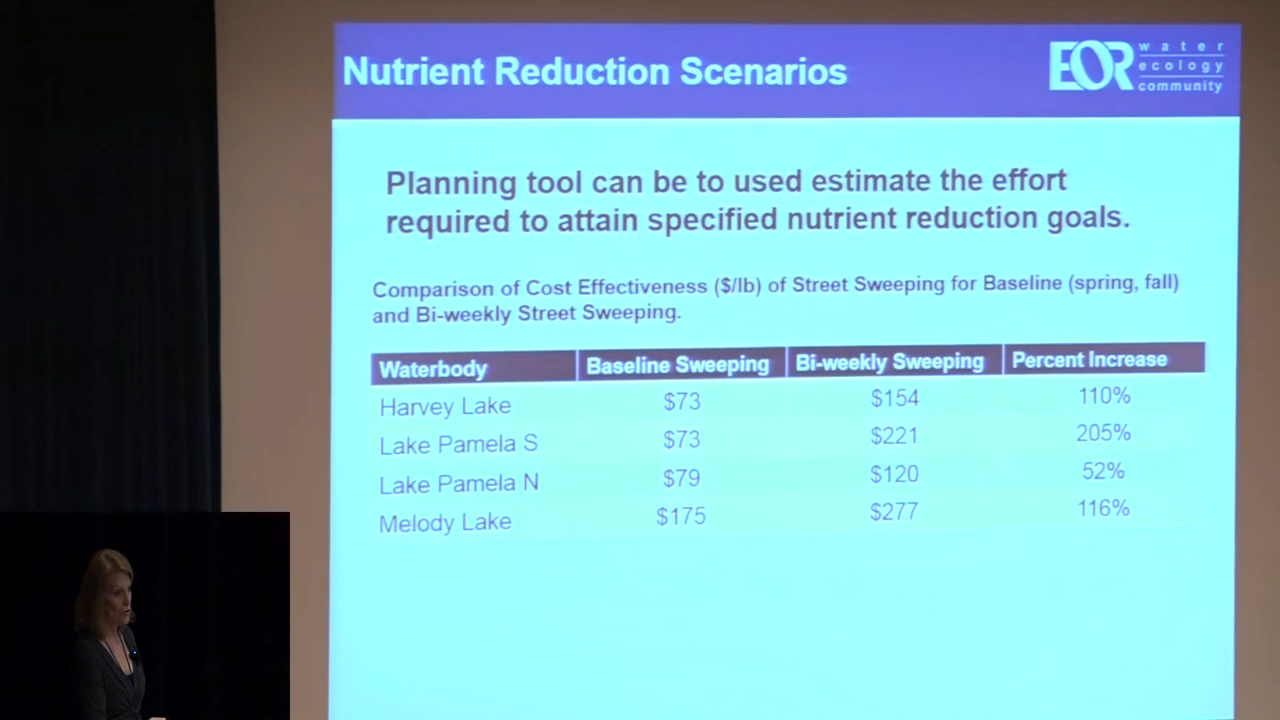 Nutrient Reduction Scenarios
EOR
water
ecology
community
Planning tool can be to used estimate the effort
required to attain specified nutrient reduction goals.
Comparison of Cost Effectiveness ($/lb) of Street Sweeping for Baseline (spring, fall)
and Bi-weekly Street Sweeping.
Waterbody Baseline Sweeping Bi-weekly Sweeping Percent Increase
Harvey Lake $73 $154 110%
Lake Pamela S $73 $221 205%
Lake Pamela N $79 $120 52%
Melody Lake $175 $277 116%